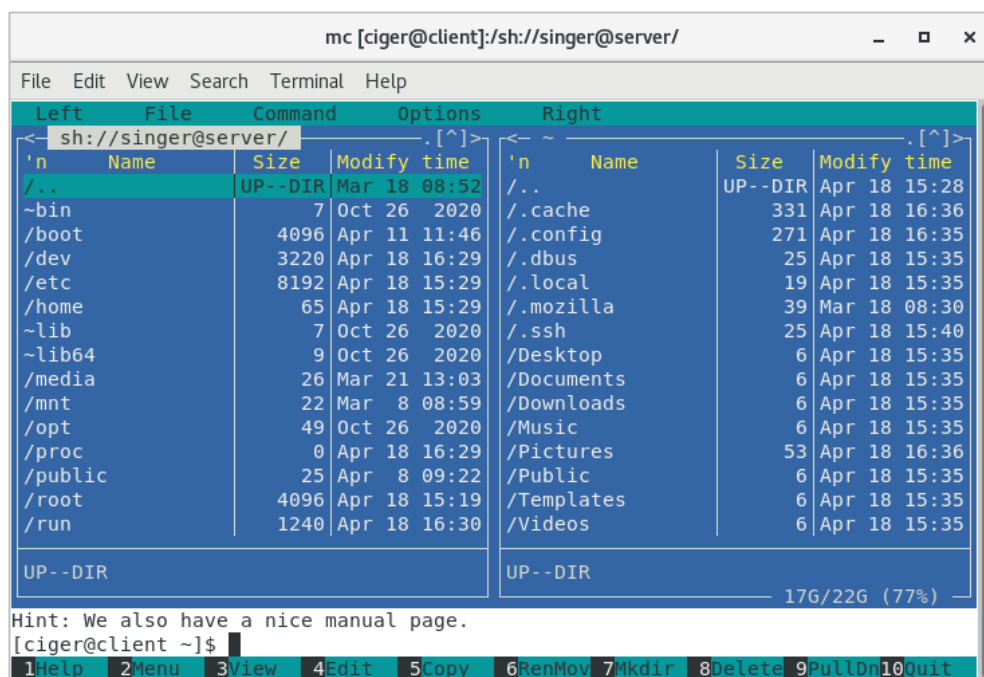 mc [ciger@client]:/sh://singer@server/
File Edit View Search Terminal Help
Left File Command Options Right
<— sh://singer@server/ —.[^]>
'n Name Size Modify time
/.. UP--DIR Mar 18 08:52
~bin 7 Oct 26 2020
/boot 4096 Apr 11 11:46
/dev 3220 Apr 18 16:29
/etc 8192 Apr 18 15:29
/home 65 Apr 18 15:29
~lib 7 Oct 26 2020
~lib64 9 Oct 26 2020
/media 26 Mar 21 13:03
/mnt 22 Mar 8 08:59
/opt 49 Oct 26 2020
/proc 0 Apr 18 16:29
/public 25 Apr 8 09:22
/root 4096 Apr 18 15:19
/run 1240 Apr 18 16:30
UP--DIR
<— ~ —.[^]>
'n Name Size Modify time
/.. UP--DIR Apr 18 15:28
/.cache 331 Apr 18 16:36
/.config 271 Apr 18 16:35
/.dbus 25 Apr 18 15:35
/.local 19 Apr 18 15:35
/.mozilla 39 Mar 18 08:30
/.ssh 25 Apr 18 15:40
/Desktop 6 Apr 18 15:35
/Documents 6 Apr 18 15:35
/Downloads 6 Apr 18 15:35
/Music 6 Apr 18 15:35
/Pictures 53 Apr 18 16:36
/Public 6 Apr 18 15:35
/Templates 6 Apr 18 15:35
/Videos 6 Apr 18 15:35
UP--DIR
17G/22G (77%)
Hint: We also have a nice manual page.
[ciger@client ~]$
1Help 2Menu 3View 4Edit 5Copy 6RenMov 7Mkdir 8Delete 9PullDn 10Quit